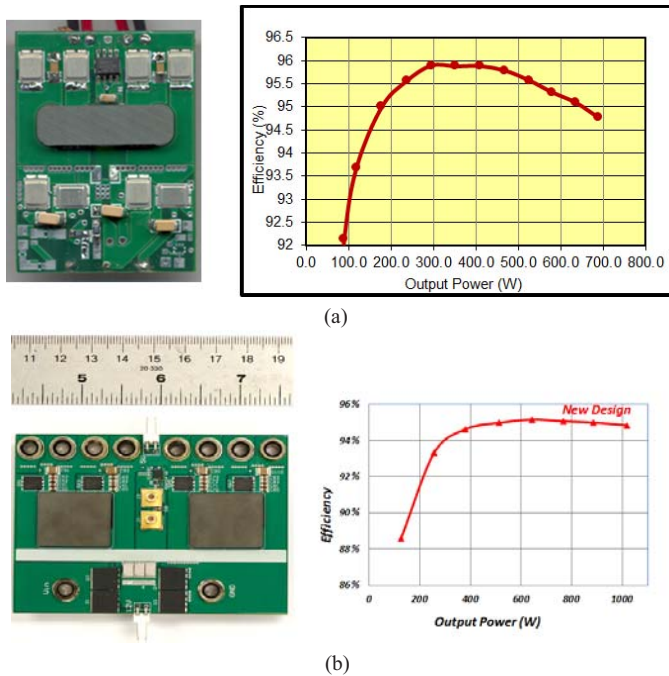 96.5
96
95.5
95
94.5
94
93.5
93
92.5
92
Efficiency (%)
0.0 100.0 200.0 300.0 400.0 500.0 600.0 700.0 800.0
Output Power (W)
(a)
11 12 13 14 15 16 17 18 19
5 6 7
Vin
GND
12V
96%
94%
92%
90%
88%
86%
Efficiency
New Design
0 200 400 600 800 1000
Output Power (W)
(b)